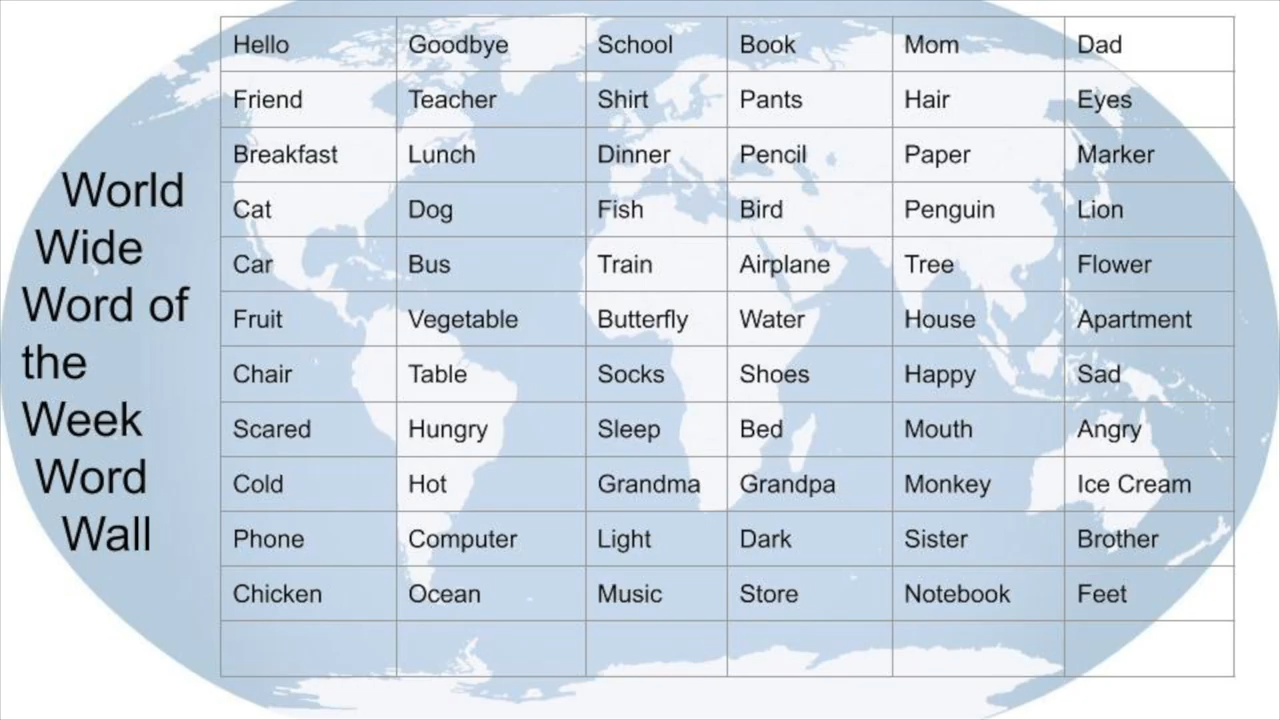 World
Wide
Word of
the
Week
Word
Wall
Hello Goodbye School Book Mom Dad
Friend Teacher Shirt Pants Hair Eyes
Breakfast Lunch Dinner Pencil Paper Marker
Cat Dog Fish Bird Penguin Lion
Car Bus Train Airplane Tree Flower
Fruit Vegetable Butterfly Water House Apartment
Chair Table Socks Shoes Happy Sad
Scared Hungry Sleep Bed Mouth Angry
Cold Hot Grandma Grandpa Monkey Ice Cream
Phone Computer Light Dark Sister Brother
Chicken Ocean Music Store Notebook Feet